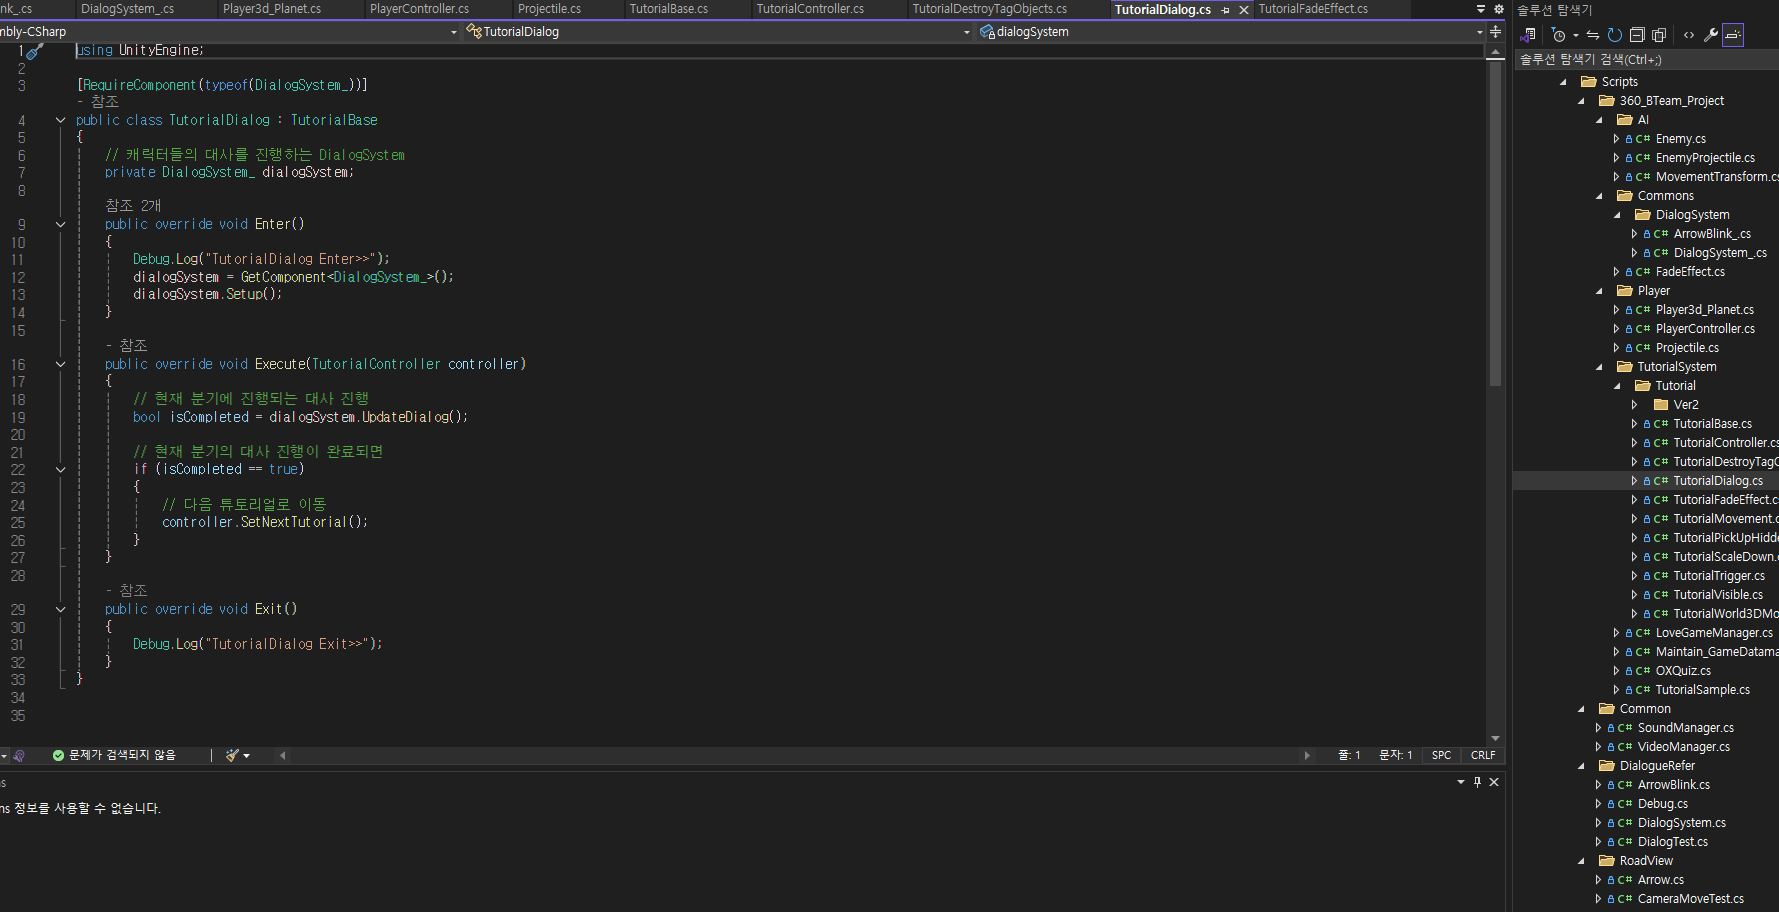 nk_.cs DialogSystem_.cs Player3d_Planet.cs PlayerController.cs Projectile.cs TutorialBase.cs TutorialController.cs TutorialDestroyTagObjects.cs TutorialDialog.cs TutorialFadeEffect.cs
mbly-CSharp TutorialDialog dialogSystem
1 using UnityEngine;
2
3 [RequireComponent(typeof(DialogSystem_))]
- 참조
4 public class TutorialDialog : TutorialBase
5 {
6 // 캐릭터들의 대사를 진행하는 DialogSystem
7 private DialogSystem_ dialogSystem;
8
참조 2개
9 public override void Enter()
10 {
11 Debug.Log("TutorialDialog Enter>>");
12 dialogSystem = GetComponent<DialogSystem_>();
13 dialogSystem.Setup();
14 }
15
- 참조
16 public override void Execute(TutorialController controller)
17 {
18 // 현재 분기에 진행되는 대사 진행
19 bool isCompleted = dialogSystem.UpdateDialog();
20
21 // 현재 분기의 대사 진행이 완료되면
22 if (isCompleted == true)
23 {
24 // 다음 튜토리얼로 이동
25 controller.SetNextTutorial();
26 }
27 }
28
- 참조
29 public override void Exit()
30 {
31 Debug.Log("TutorialDialog Exit>>");
32 }
33 }
34
35
문제가 검색되지 않음 줄: 1 문자: 1 SPC CRLF
ns
ns 정보를 사용할 수 없습니다.
솔루션 탐색기
솔루션 탐색기 검색(Ctrl+;)
Scripts
360_BTeam_Project
AI
C# Enemy.cs
C# EnemyProjectile.cs
C# MovementTransform.cs
Commons
DialogSystem
C# ArrowBlink_.cs
C# DialogSystem_.cs
C# FadeEffect.cs
Player
C# Player3d_Planet.cs
C# PlayerController.cs
C# Projectile.cs
TutorialSystem
Tutorial
Ver2
C# TutorialBase.cs
C# TutorialController.cs
C# TutorialDestroyTagO
C# TutorialDialog.cs
C# TutorialFadeEffect.cs
C# TutorialMovement.c
C# TutorialPickUpHidde
C# TutorialScaleDown.c
C# TutorialTrigger.cs
C# TutorialVisible.cs
C# TutorialWorld3DMo
C# LoveGameManager.cs
C# Maintain_GameDatama
C# OXQuiz.cs
C# TutorialSample.cs
Common
C# SoundManager.cs
C# VideoManager.cs
DialogueRefer
C# ArrowBlink.cs
C# Debug.cs
C# DialogSystem.cs
C# DialogTest.cs
RoadView
C# Arrow.cs
C# CameraMoveTest.cs